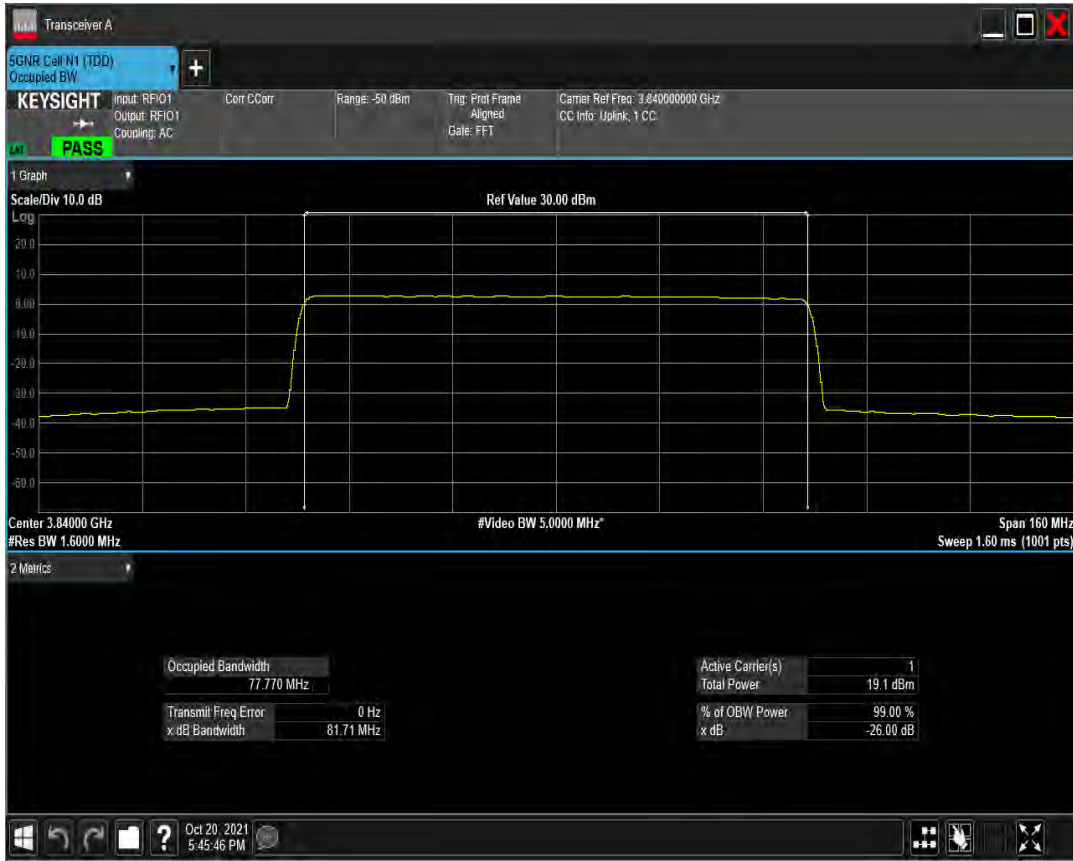 Transceiver A
5GNR Cell N1 (TDD)
Occupied BW
KEYSIGHT
Input: RFIO1
Output: RFIO1
Coupling: AC
Corr CCorr
Range: -50 dBm
Trig: Prot Frame
Aligned
Gate: FFT
Carrier Ref Freq: 3.840000000 GHz
CC Info: Uplink, 1 CC
PASS
1 Graph
Scale/Div 10.0 dB
Ref Value 30.00 dBm
Log
20.0
10.0
0.00
-10.0
-20.0
-30.0
-40.0
-50.0
-60.0
Center 3.84000 GHz
#Video BW 5.0000 MHz*
Span 160 MHz
#Res BW 1.6000 MHz
Sweep 1.60 ms (1001 pts)
2 Metrics
Occupied Bandwidth
77.770 MHz
Transmit Freq Error 0 Hz
x dB Bandwidth 81.71 MHz
Active Carrier(s) 1
Total Power 19.1 dBm
% of OBW Power 99.00 %
x dB -26.00 dB
Oct 20, 2021
5:45:46 PM